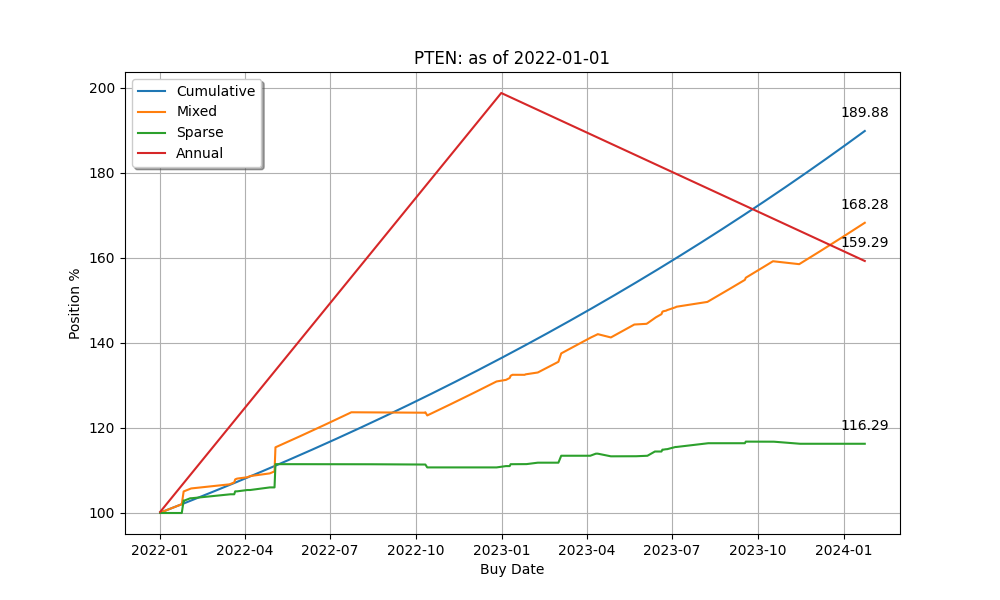 PTEN: as of 2022-01-01
Cumulative
Mixed
Sparse
Annual
200
180
160
140
120
100
Position %
189.88
168.28
159.29
116.29
2022-01 2022-04 2022-07 2022-10 2023-01 2023-04 2023-07 2023-10 2024-01
Buy Date